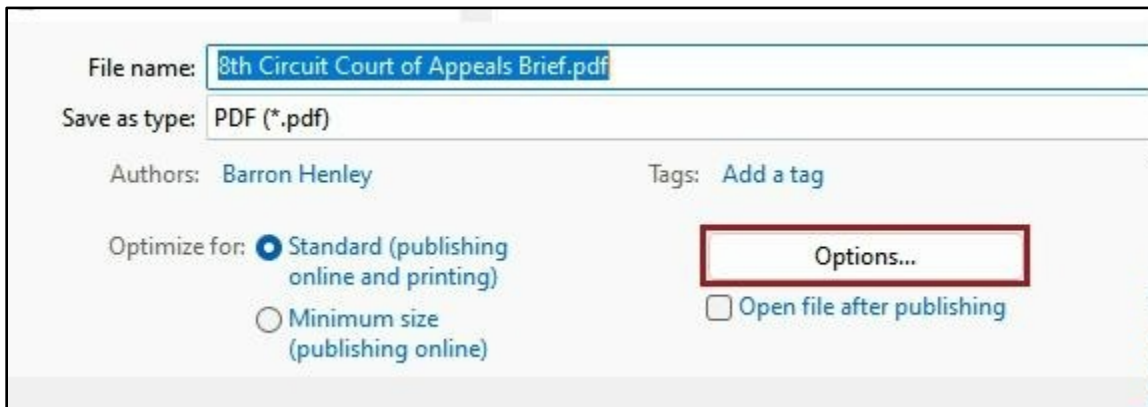 File name: 8th Circuit Court of Appeals Brief.pdf
Save as type: PDF (*.pdf)
Authors: Barron Henley Tags: Add a tag
Optimize for: Standard (publishing
online and printing)
Options...
Open file after publishing
Minimum size
(publishing online)